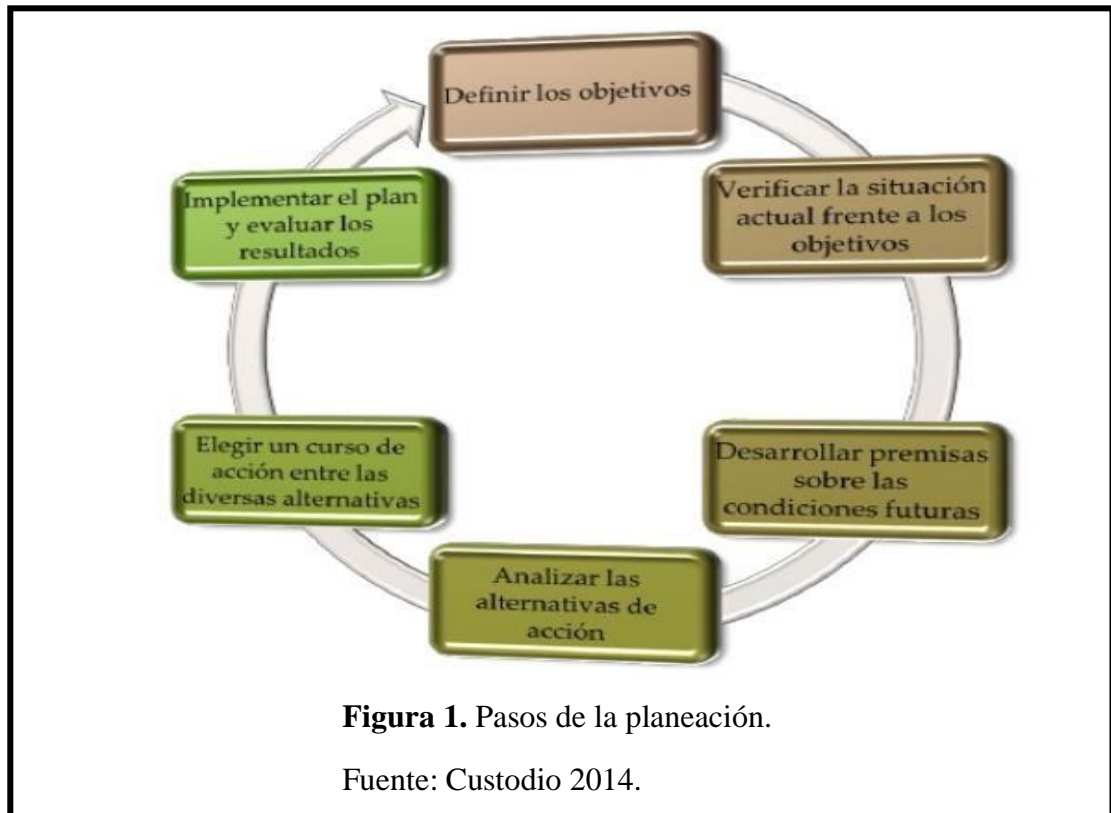 Definir los objetivos
Verificar la situación
actual frente a los
objetivos
Desarrollar premisas
sobre las
condiciones futuras
Analizar las
alternativas de
acción
Elegir un curso de
acción entre las
diversas alternativas
Implementar el plan
y evaluar los
resultados
Figura 1. Pasos de la planeación.
Fuente: Custodio 2014.